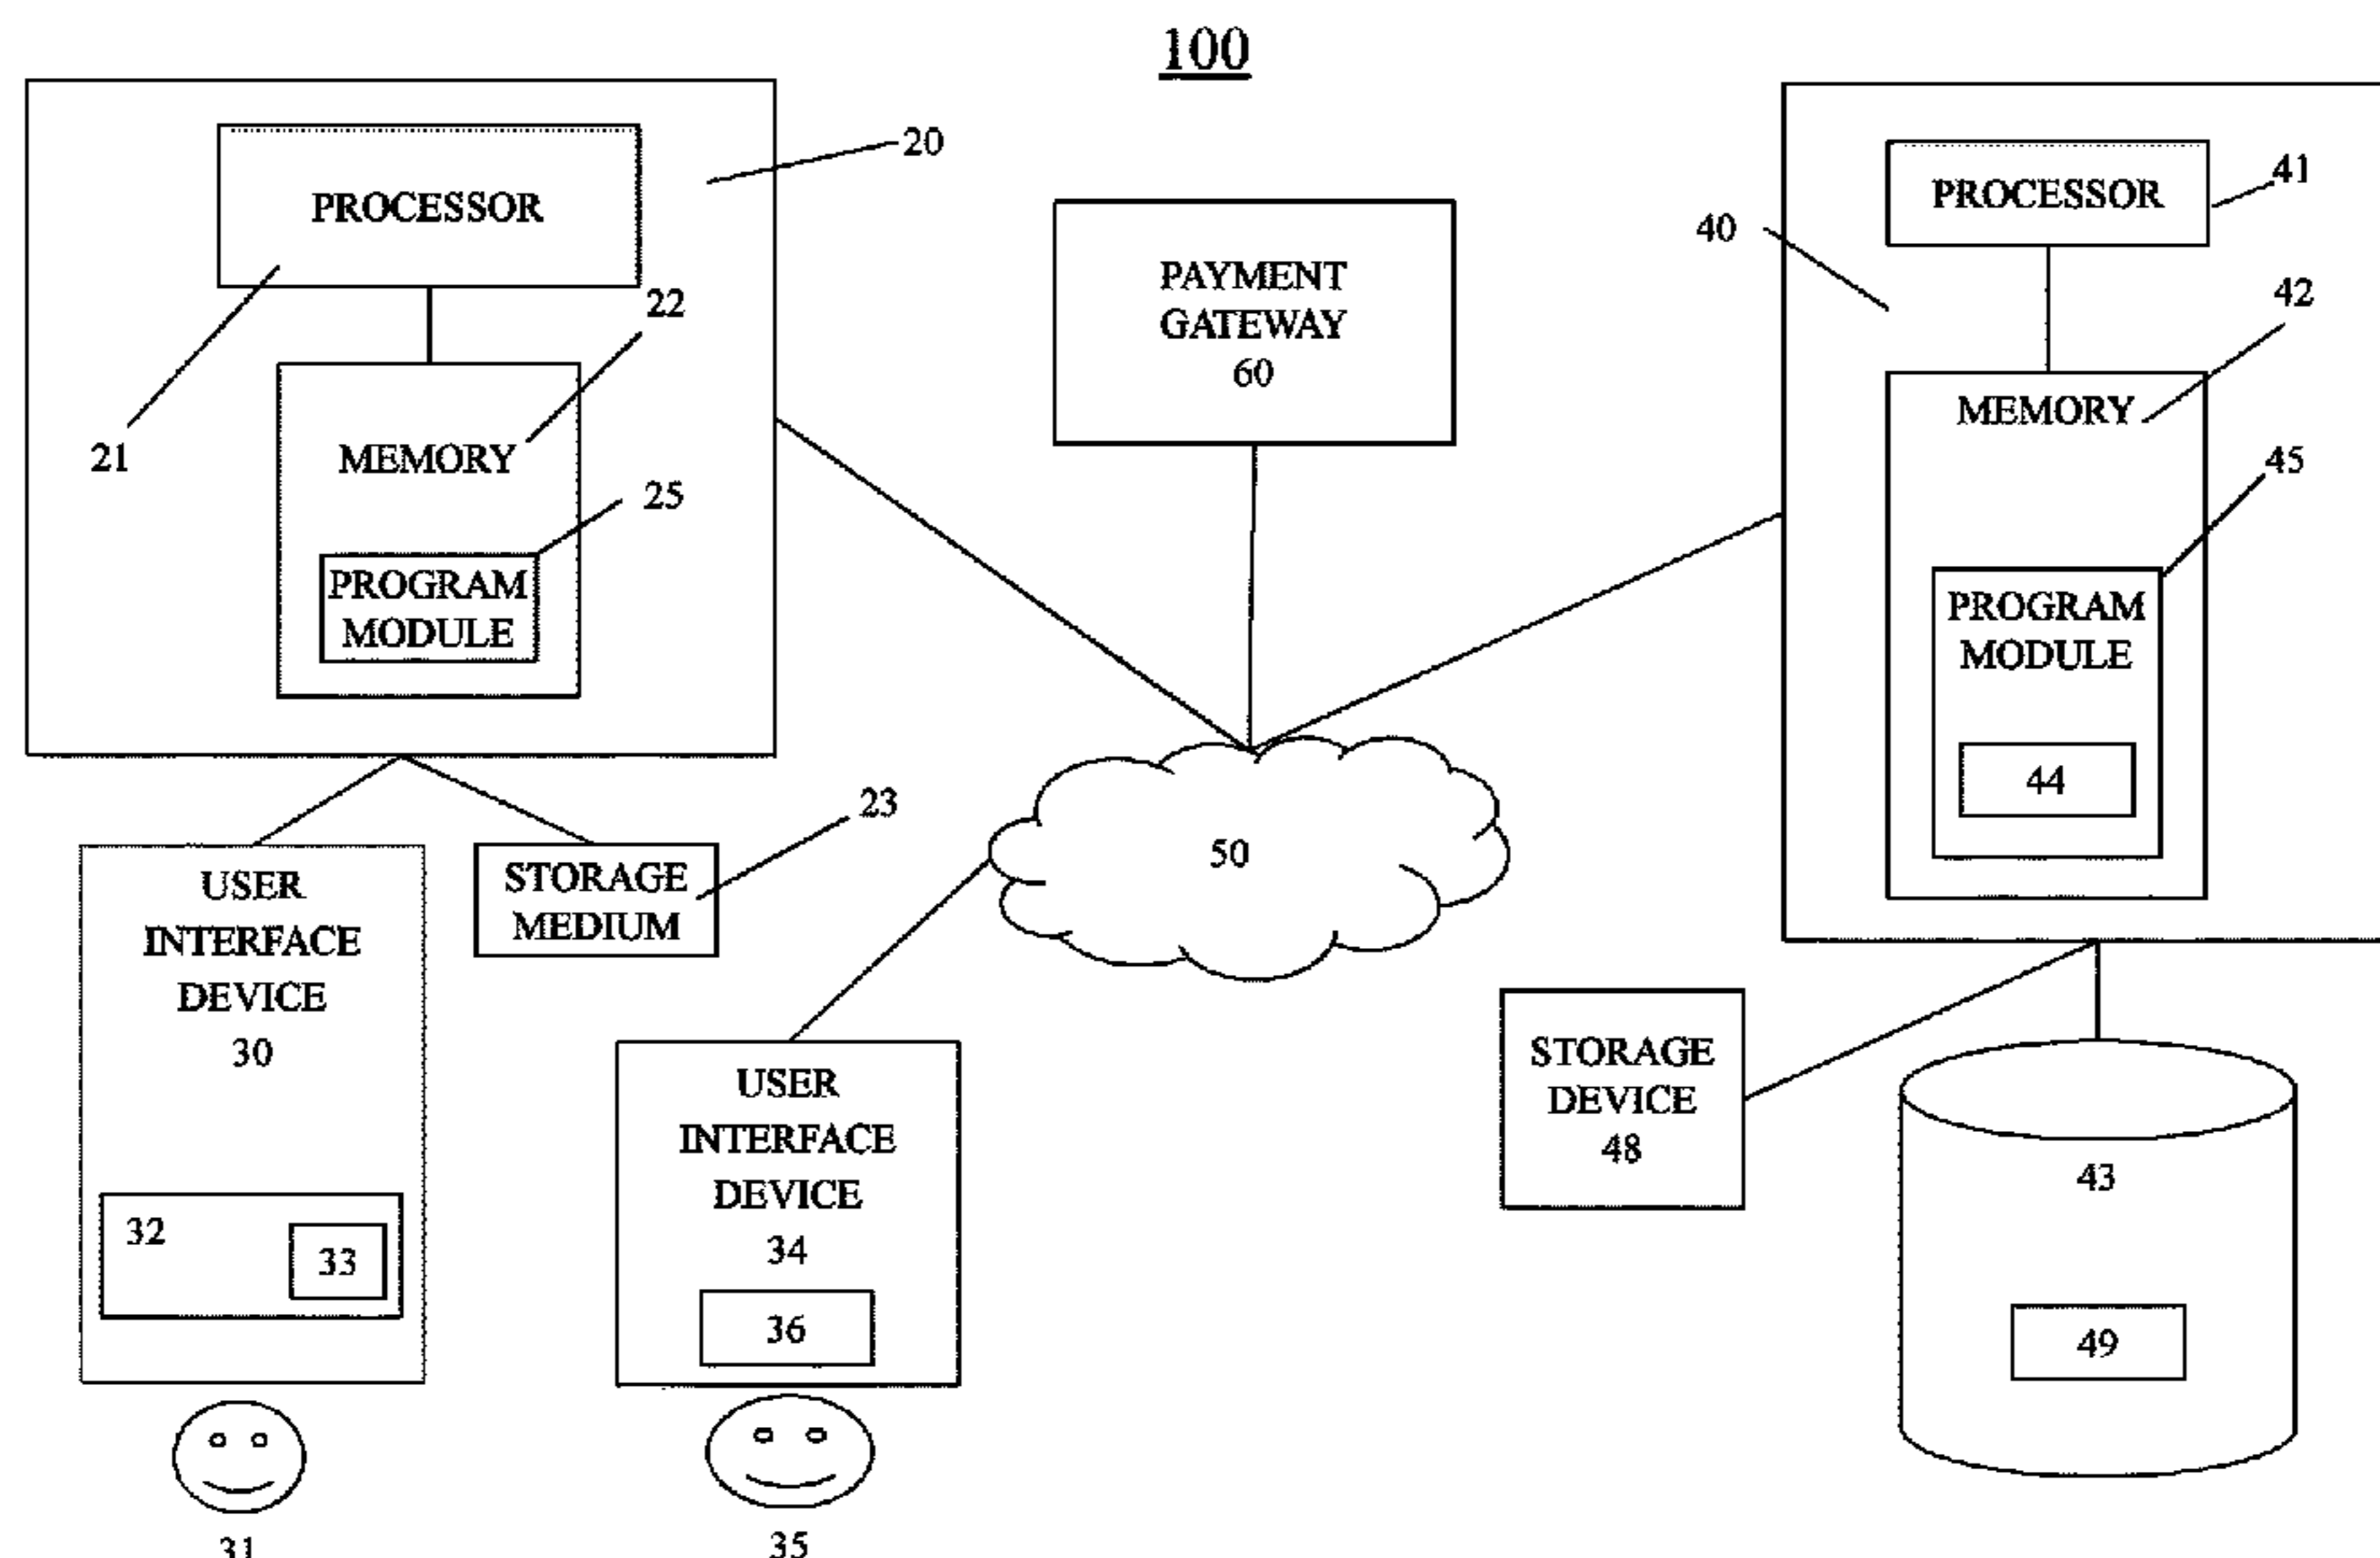 100
PROCESSOR
20
21
22
MEMORY
25
PROGRAM
MODULE
PAYMENT
GATEWAY
60
PROCESSOR
41
40
42
MEMORY
45
PROGRAM
MODULE
44
50
23
STORAGE
MEDIUM
USER
INTERFACE
DEVICE
30
32
33
31
USER
INTERFACE
DEVICE
34
36
35
STORAGE
DEVICE
48
43
49